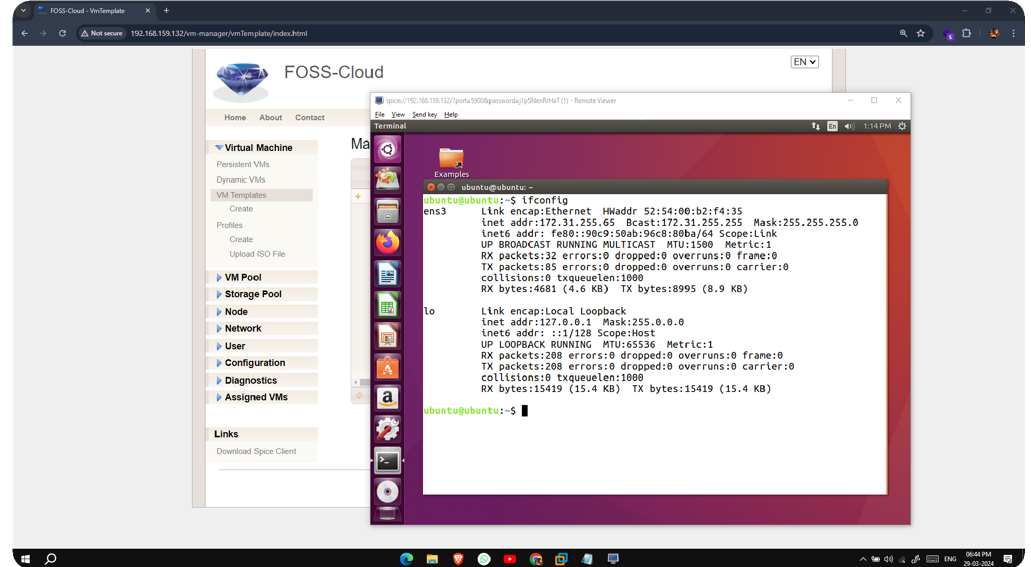 FOSS-Cloud - VmTemplate
Not secure
192.168.159.132/vm-manager/vmTemplate/index.html
FOSS-Cloud
EN
Home About Contact
Ma
Virtual Machine
Persistent VMs
Dynamic VMs
VM Templates
Create
Profiles
Create
Upload ISO File
VM Pool
Storage Pool
Node
Network
User
Configuration
Diagnostics
Assigned VMs
Links
Download Spice Client
(1) - Remote Viewer
File View Send key Help
Terminal
En 1:14 PM
Examples
ubuntu@ubuntu: ~
ubuntu@ubuntu:~$ ifconfig
ens3 Link encap:Ethernet HWaddr 52:54:00:b2:f4:35
inet addr:172.31.255.65 Bcast:172.31.255.255 Mask:255.255.255.0
inet6 addr: fe80::90c9:50ab:96c8:80ba/64 Scope:Link
UP BROADCAST RUNNING MULTICAST MTU:1500 Metric:1
RX packets:32 errors:0 dropped:0 overruns:0 frame:0
TX packets:85 errors:0 dropped:0 overruns:0 carrier:0
collisions:0 txqueuelen:1000
RX bytes:4681 (4.6 KB) TX bytes:8995 (8.9 KB)
lo Link encap:Local Loopback
inet addr:127.0.0.1 Mask:255.0.0.0
inet6 addr: ::1/128 Scope:Host
UP LOOPBACK RUNNING MTU:65536 Metric:1
RX packets:208 errors:0 dropped:0 overruns:0 frame:0
TX packets:208 errors:0 dropped:0 overruns:0 carrier:0
collisions:0 txqueuelen:1000
RX bytes:15419 (15.4 KB) TX bytes:15419 (15.4 KB)
ubuntu@ubuntu:~$
ENG
06:44 PM
29-03-2024